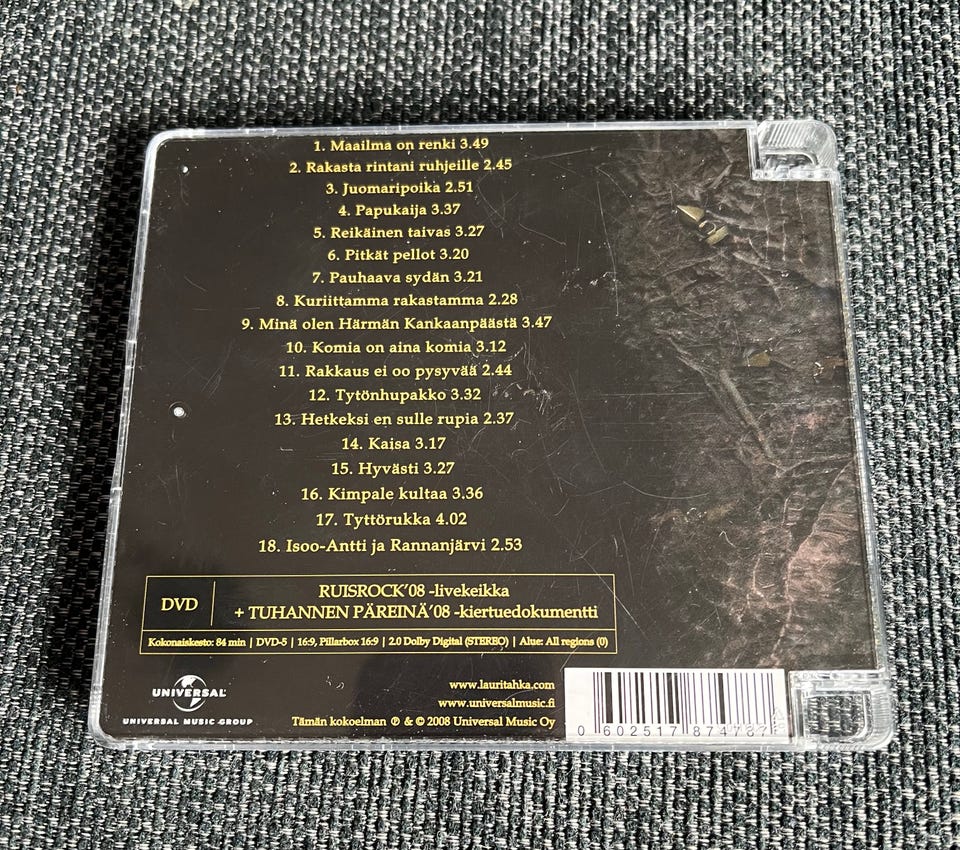 1. Maailma on renki 3.49
2. Rakasta rintani ruhjeille 2.45
3. Juomaripoika 2.51
4. Papukaija 3.37
5. Reikäinen taivas 3.27
6. Pitkät pellot 3.20
7. Pauhaava sydän 3.21
8. Kuriittamma rakastamma 2.28
9. Minä olen Härmän Kankaanpäästä 3.47
10. Komia on aina komia 3.12
11. Rakkaus ei oo pysyvää 2.44
12. Tytönhupakko 3.32
13. Hetkeksi en sulle rupia 2.37
14. Kaisa 3.17
15. Hyvästi 3.27
16. Kimpale kultaa 3.36
17. Tyttörukka 4.02
18. Isoo-Antti ja Rannanjärvi 2.53
DVD
RUISROCK'08 -livekeikka
+ TUHANNEN PÄREINÄ'08 -kiertuedokumentti
Kokonaiskesto: 84 min | DVD-5 | 16:9, Pillarbox 16:9 | 2.0 Dolby Digital (STEREO) | Alue: All regions (0)
UNIVERSAL
UNIVERSAL MUSIC GROUP
www.lauritahka.com
www.universalmusic.fi
Tämän kokoelman ℗ & © 2008 Universal Music Oy
0 602517 874787